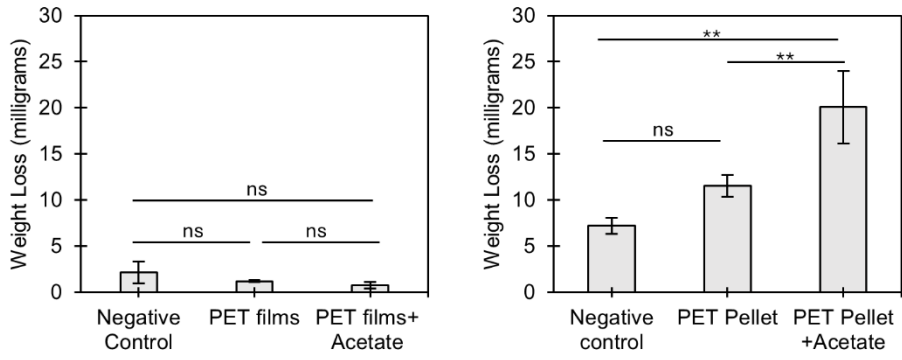 30
25
20
15
10
5
0
Weight Loss (milligrams)
ns
ns
ns
Negative Control
PET films
PET films+ Acetate
30
25
20
15
10
5
0
Weight Loss (milligrams)
**
**
ns
Negative control
PET Pellet
PET Pellet +Acetate